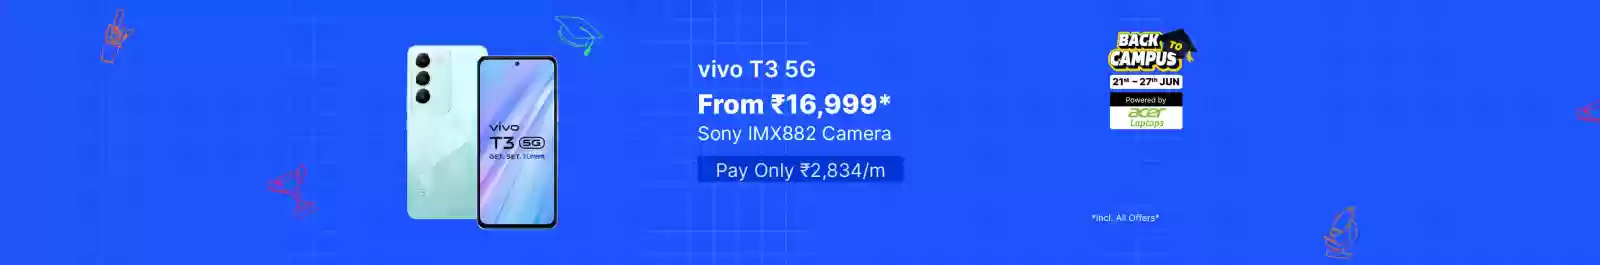 vivo T3 5G
From ₹16,999*
Sony IMX882 Camera
Pay Only ₹2,834/m
vivo
T3 5G
GET. SET. TURBO.
BACK TO
CAMPUS
21st – 27th JUN
Powered by
acer
Laptops
*Incl. All Offers*